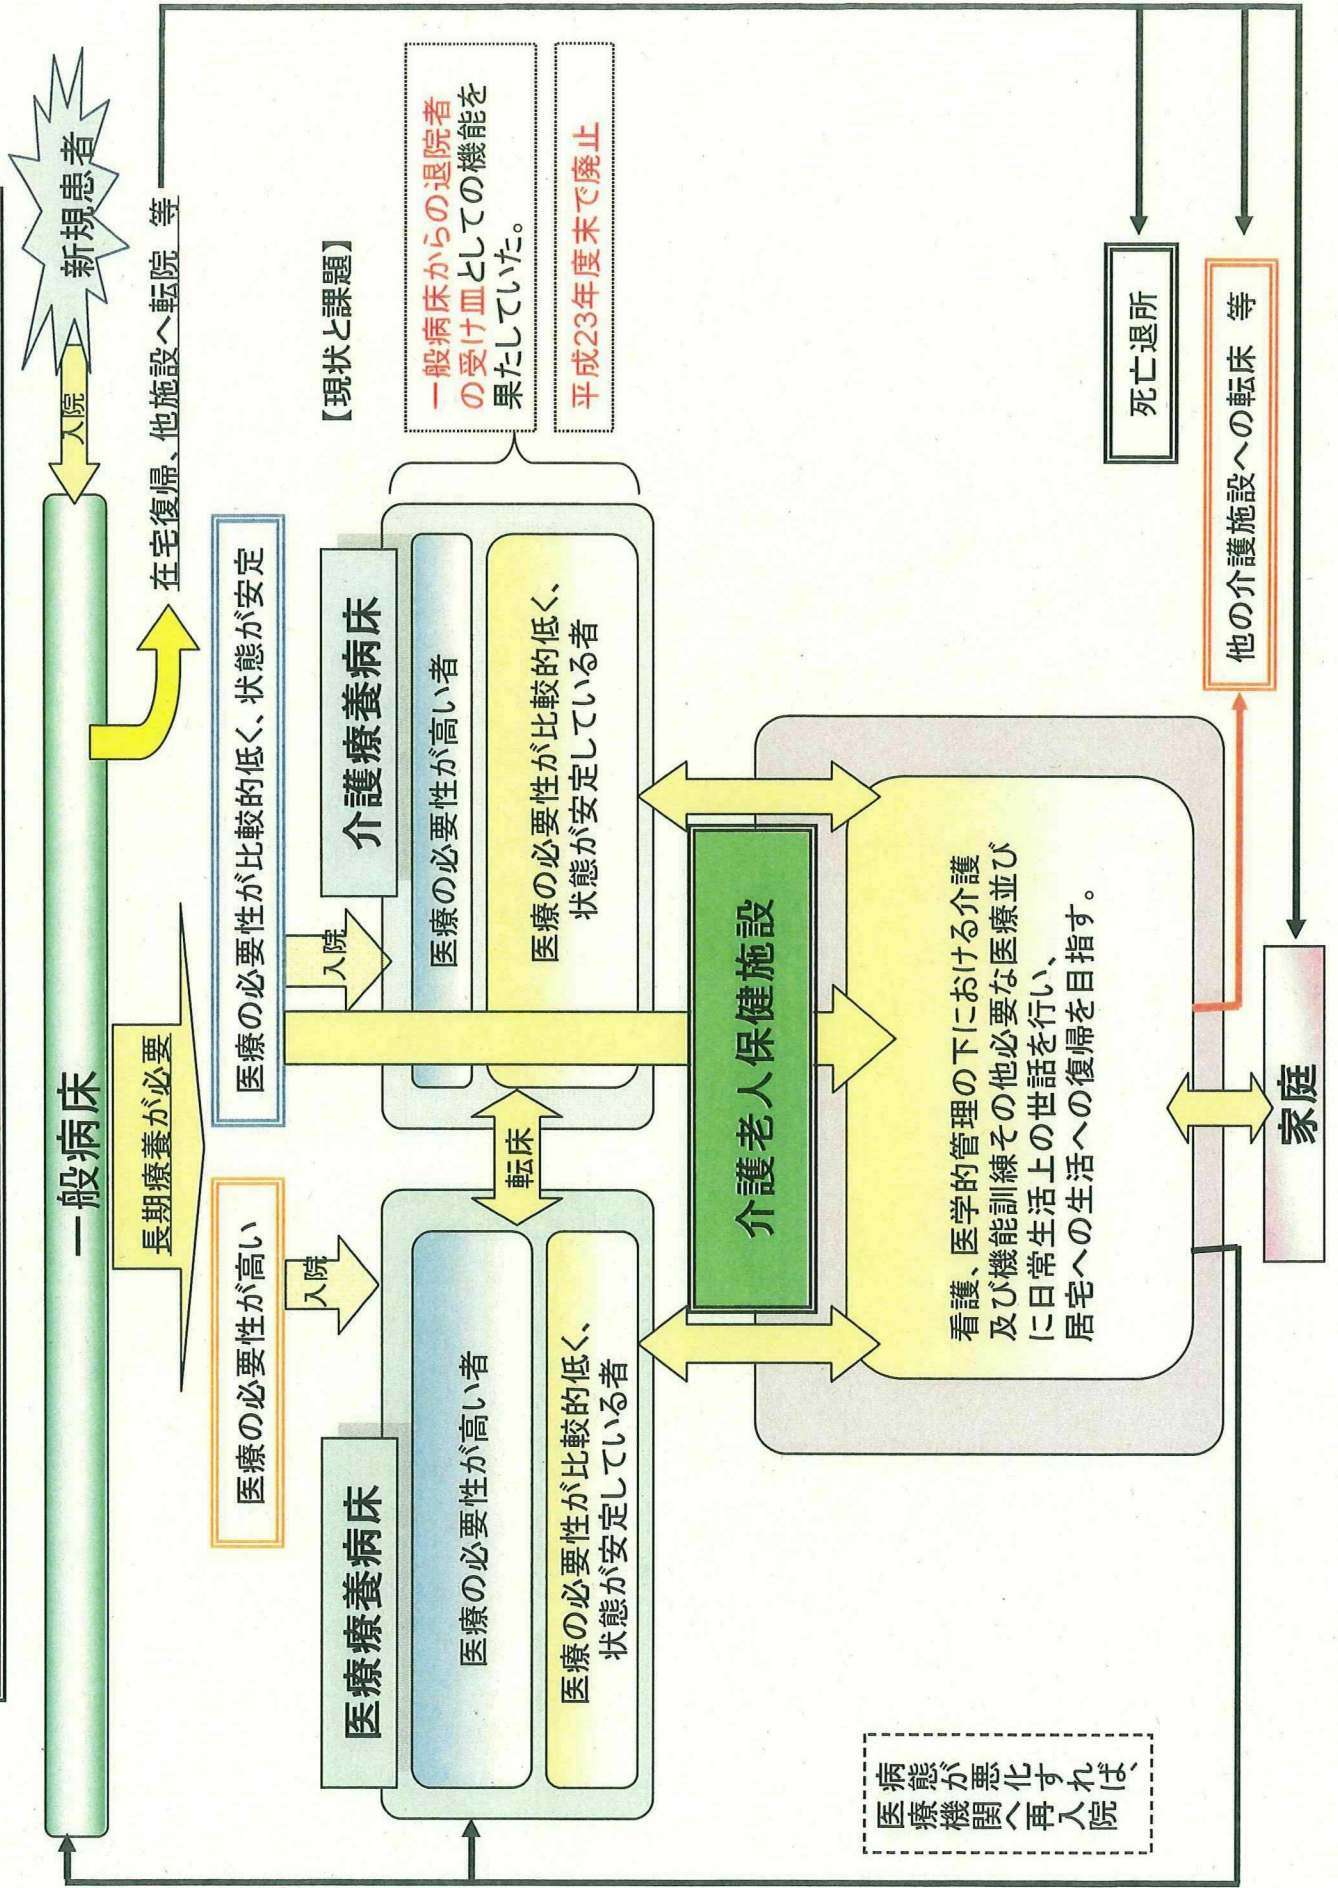 新規患者
入院
一般病床
在宅復帰、他施設へ転院 等
長期療養が必要
医療の必要性が高い
医療の必要性が比較的低く、状態が安定
入院
入院
【現状と課題】
医療療養病床
医療の必要性が高い者
医療の必要性が比較的低く、
状態が安定している者
転床
介護療養病床
医療の必要性が高い者
医療の必要性が比較的低く、
状態が安定している者
一般病床からの退院者
の受け皿としての機能を
果たしていた。
平成23年度末で廃止
介護老人保健施設
看護、医学的管理の下における介護
及び機能訓練その他必要な医療並び
に日常生活上の世話を行い、
居宅への生活への復帰を目指す。
病態が悪化すれば、
医療機関へ再入院
死亡退所
他の介護施設への転床 等
家庭